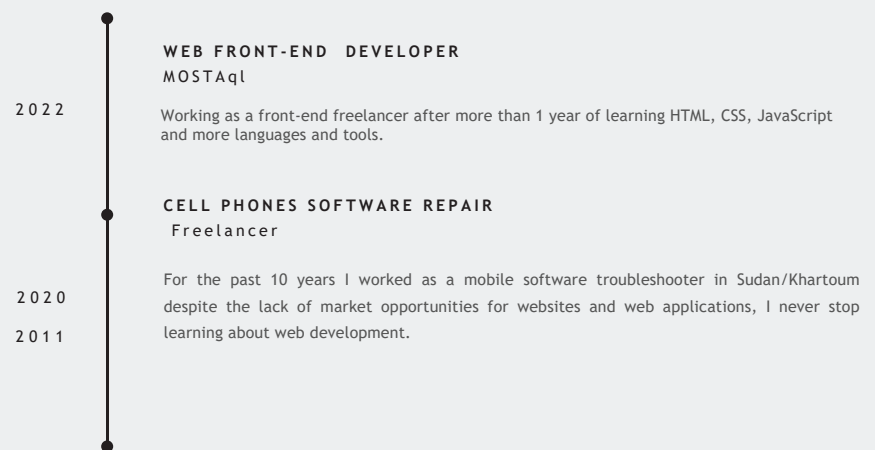 WEB FRONT-END DEVELOPER
MOSTAql
2022
Working as a front-end freelancer after more than 1 year of learning HTML, CSS, JavaScript
and more languages and tools.
CELL PHONES SOFTWARE REPAIR
Freelancer
2020
2011
For the past 10 years I worked as a mobile software troubleshooter in Sudan/Khartoum
despite the lack of market opportunities for websites and web applications, I never stop
learning about web development.